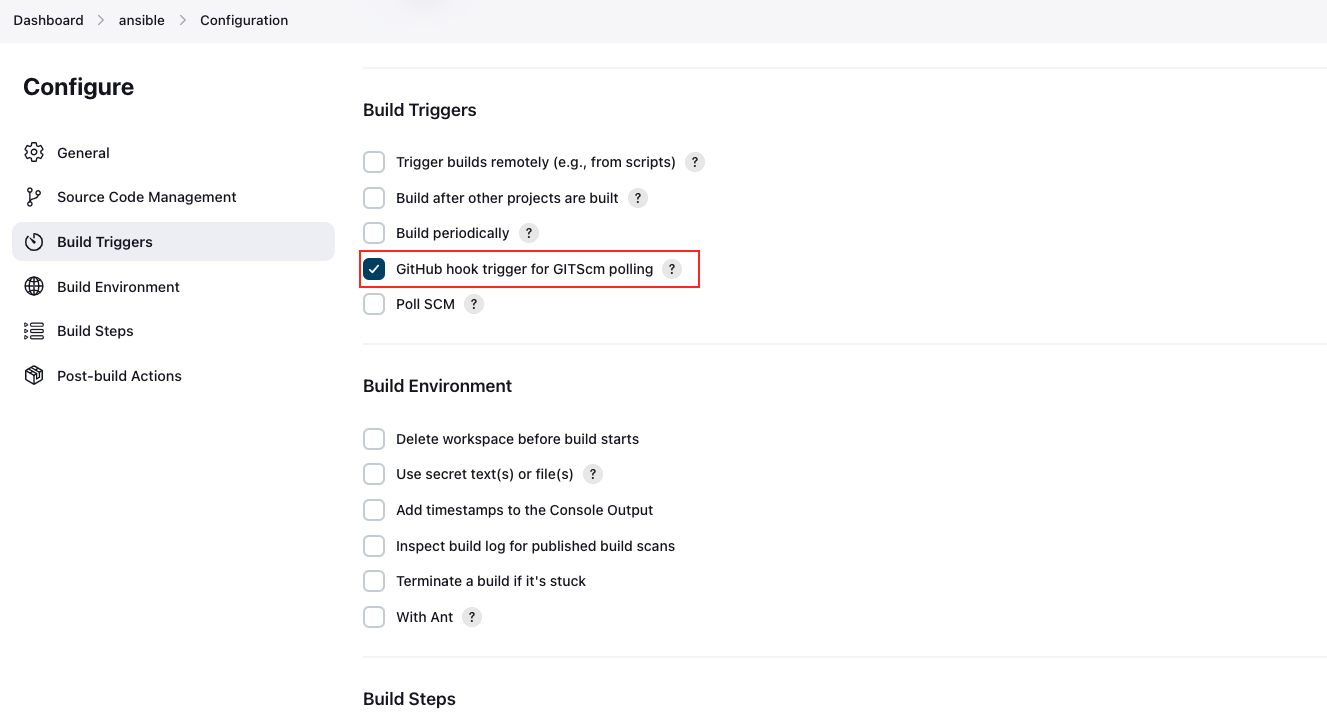 Dashboard > ansible > Configuration
Configure
General
Source Code Management
Build Triggers
Build Environment
Build Steps
Post-build Actions
Build Triggers
Trigger builds remotely (e.g., from scripts) ?
Build after other projects are built ?
Build periodically ?
GitHub hook trigger for GITScm polling ?
Poll SCM ?
Build Environment
Delete workspace before build starts
Use secret text(s) or file(s) ?
Add timestamps to the Console Output
Inspect build log for published build scans
Terminate a build if it's stuck
With Ant ?
Build Steps